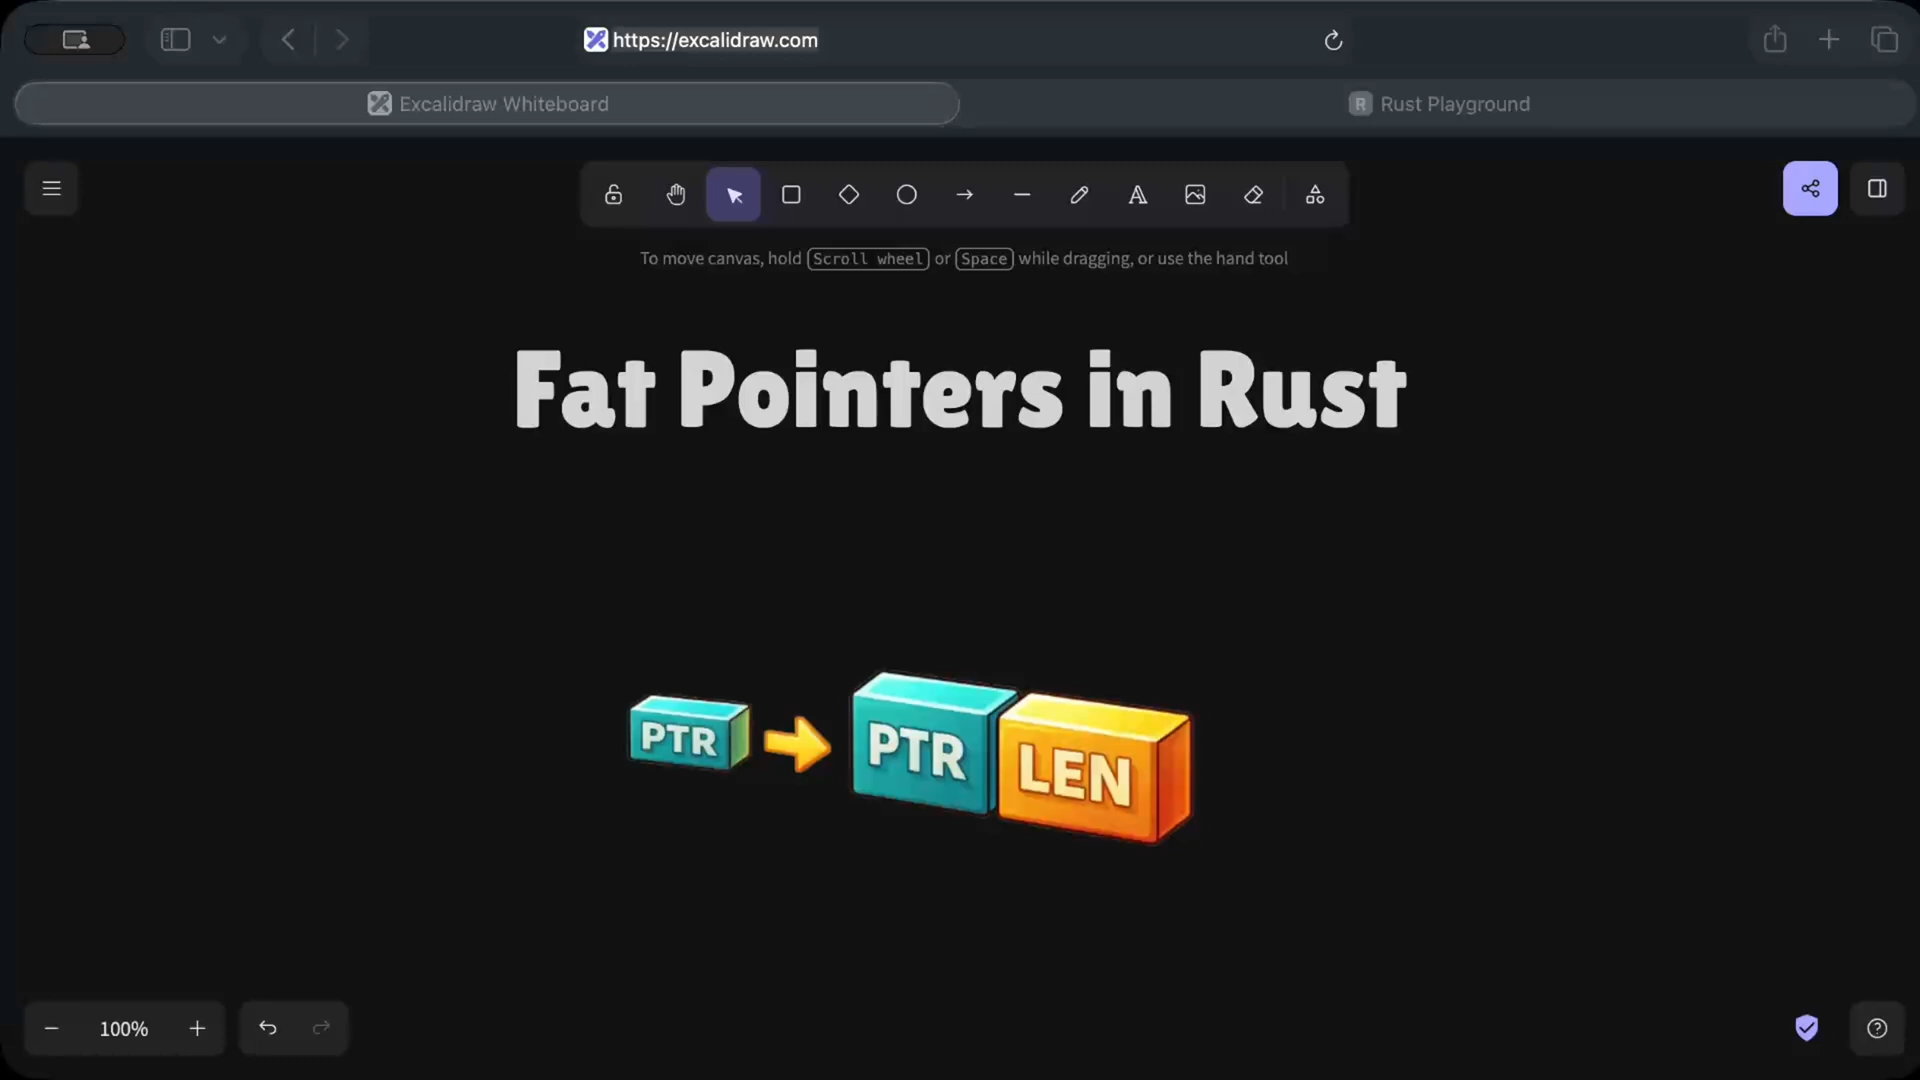 https://excalidraw.com
Excalidraw Whiteboard
R Rust Playground
To move canvas, hold Scroll wheel or Space while dragging, or use the hand tool
Fat Pointers in Rust
PTR
PTR
LEN
100%